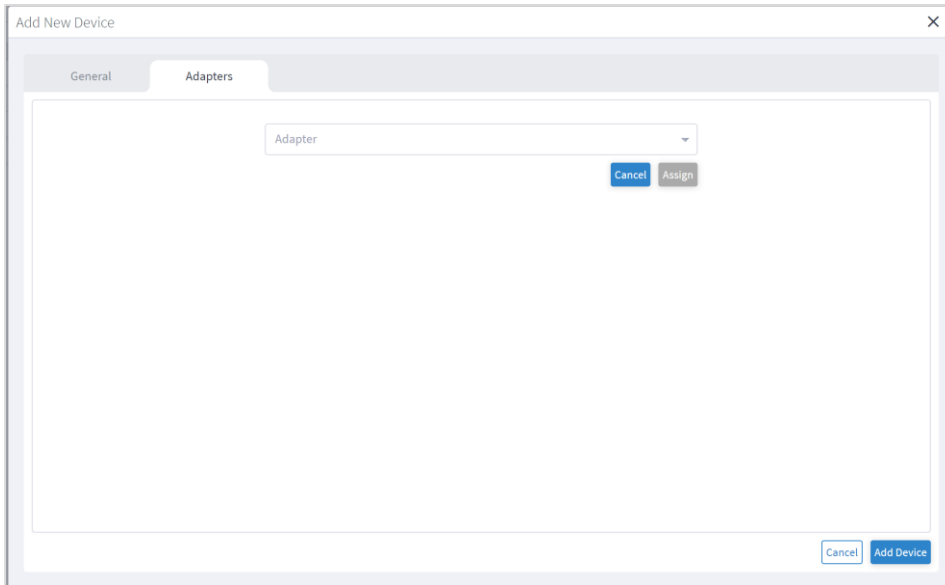 Add New Device
General Adapters
Adapter
Cancel Assign
Cancel Add Device